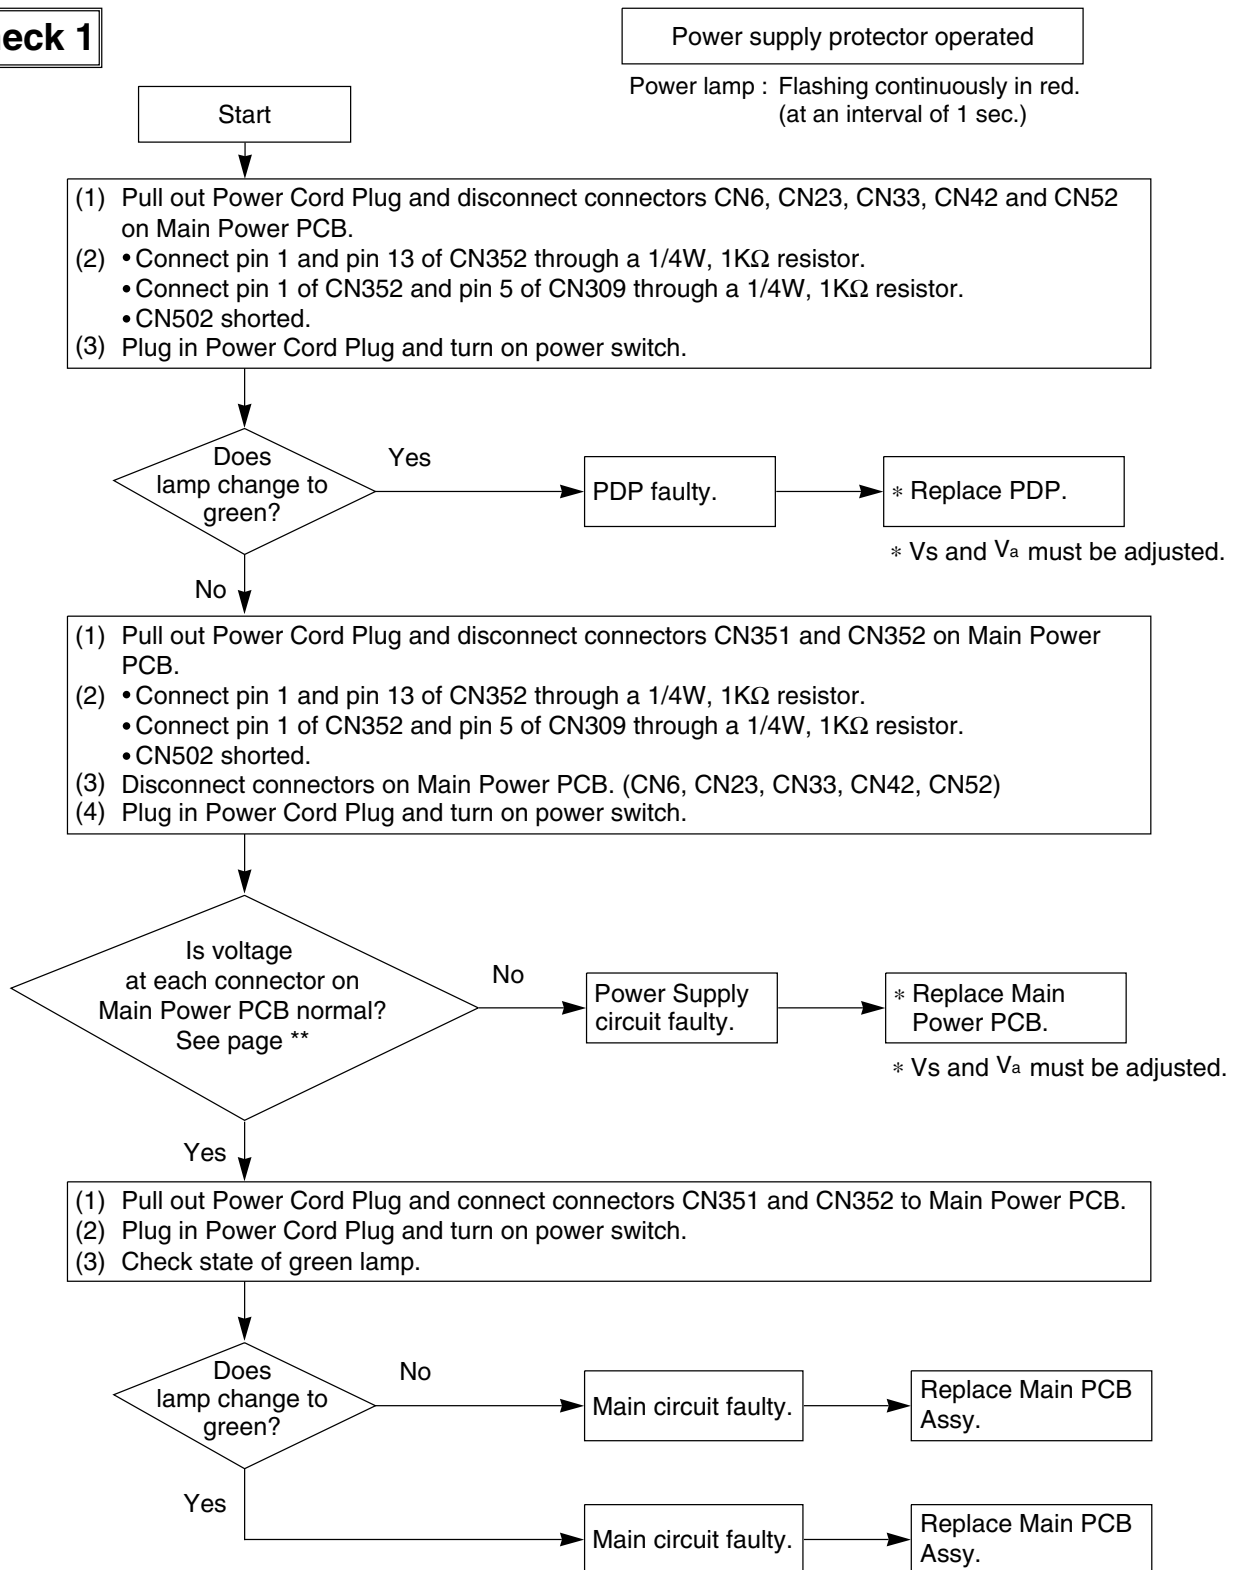 eck 1
Power supply protector operated
Power lamp : Flashing continuously in red.
(at an interval of 1 sec.)
Start
(1) Pull out Power Cord Plug and disconnect connectors CN6, CN23, CN33, CN42 and CN52
on Main Power PCB.
(2) • Connect pin 1 and pin 13 of CN352 through a 1/4W, 1KΩ resistor.
• Connect pin 1 of CN352 and pin 5 of CN309 through a 1/4W, 1KΩ resistor.
• CN502 shorted.
(3) Plug in Power Cord Plug and turn on power switch.
Does
lamp change to
green?
Yes
PDP faulty.
* Replace PDP.
* Vs and Va must be adjusted.
No
(1) Pull out Power Cord Plug and disconnect connectors CN351 and CN352 on Main Power
PCB.
(2) • Connect pin 1 and pin 13 of CN352 through a 1/4W, 1KΩ resistor.
• Connect pin 1 of CN352 and pin 5 of CN309 through a 1/4W, 1KΩ resistor.
• CN502 shorted.
(3) Disconnect connectors on Main Power PCB. (CN6, CN23, CN33, CN42, CN52)
(4) Plug in Power Cord Plug and turn on power switch.
Is voltage
at each connector on
Main Power PCB normal?
See page **
No
Power Supply
circuit faulty.
* Replace Main
Power PCB.
* Vs and Va must be adjusted.
Yes
(1) Pull out Power Cord Plug and connect connectors CN351 and CN352 to Main Power PCB.
(2) Plug in Power Cord Plug and turn on power switch.
(3) Check state of green lamp.
Does
lamp change to
green?
No
Main circuit faulty.
Replace Main PCB
Assy.
Yes
Main circuit faulty.
Replace Main PCB
Assy.